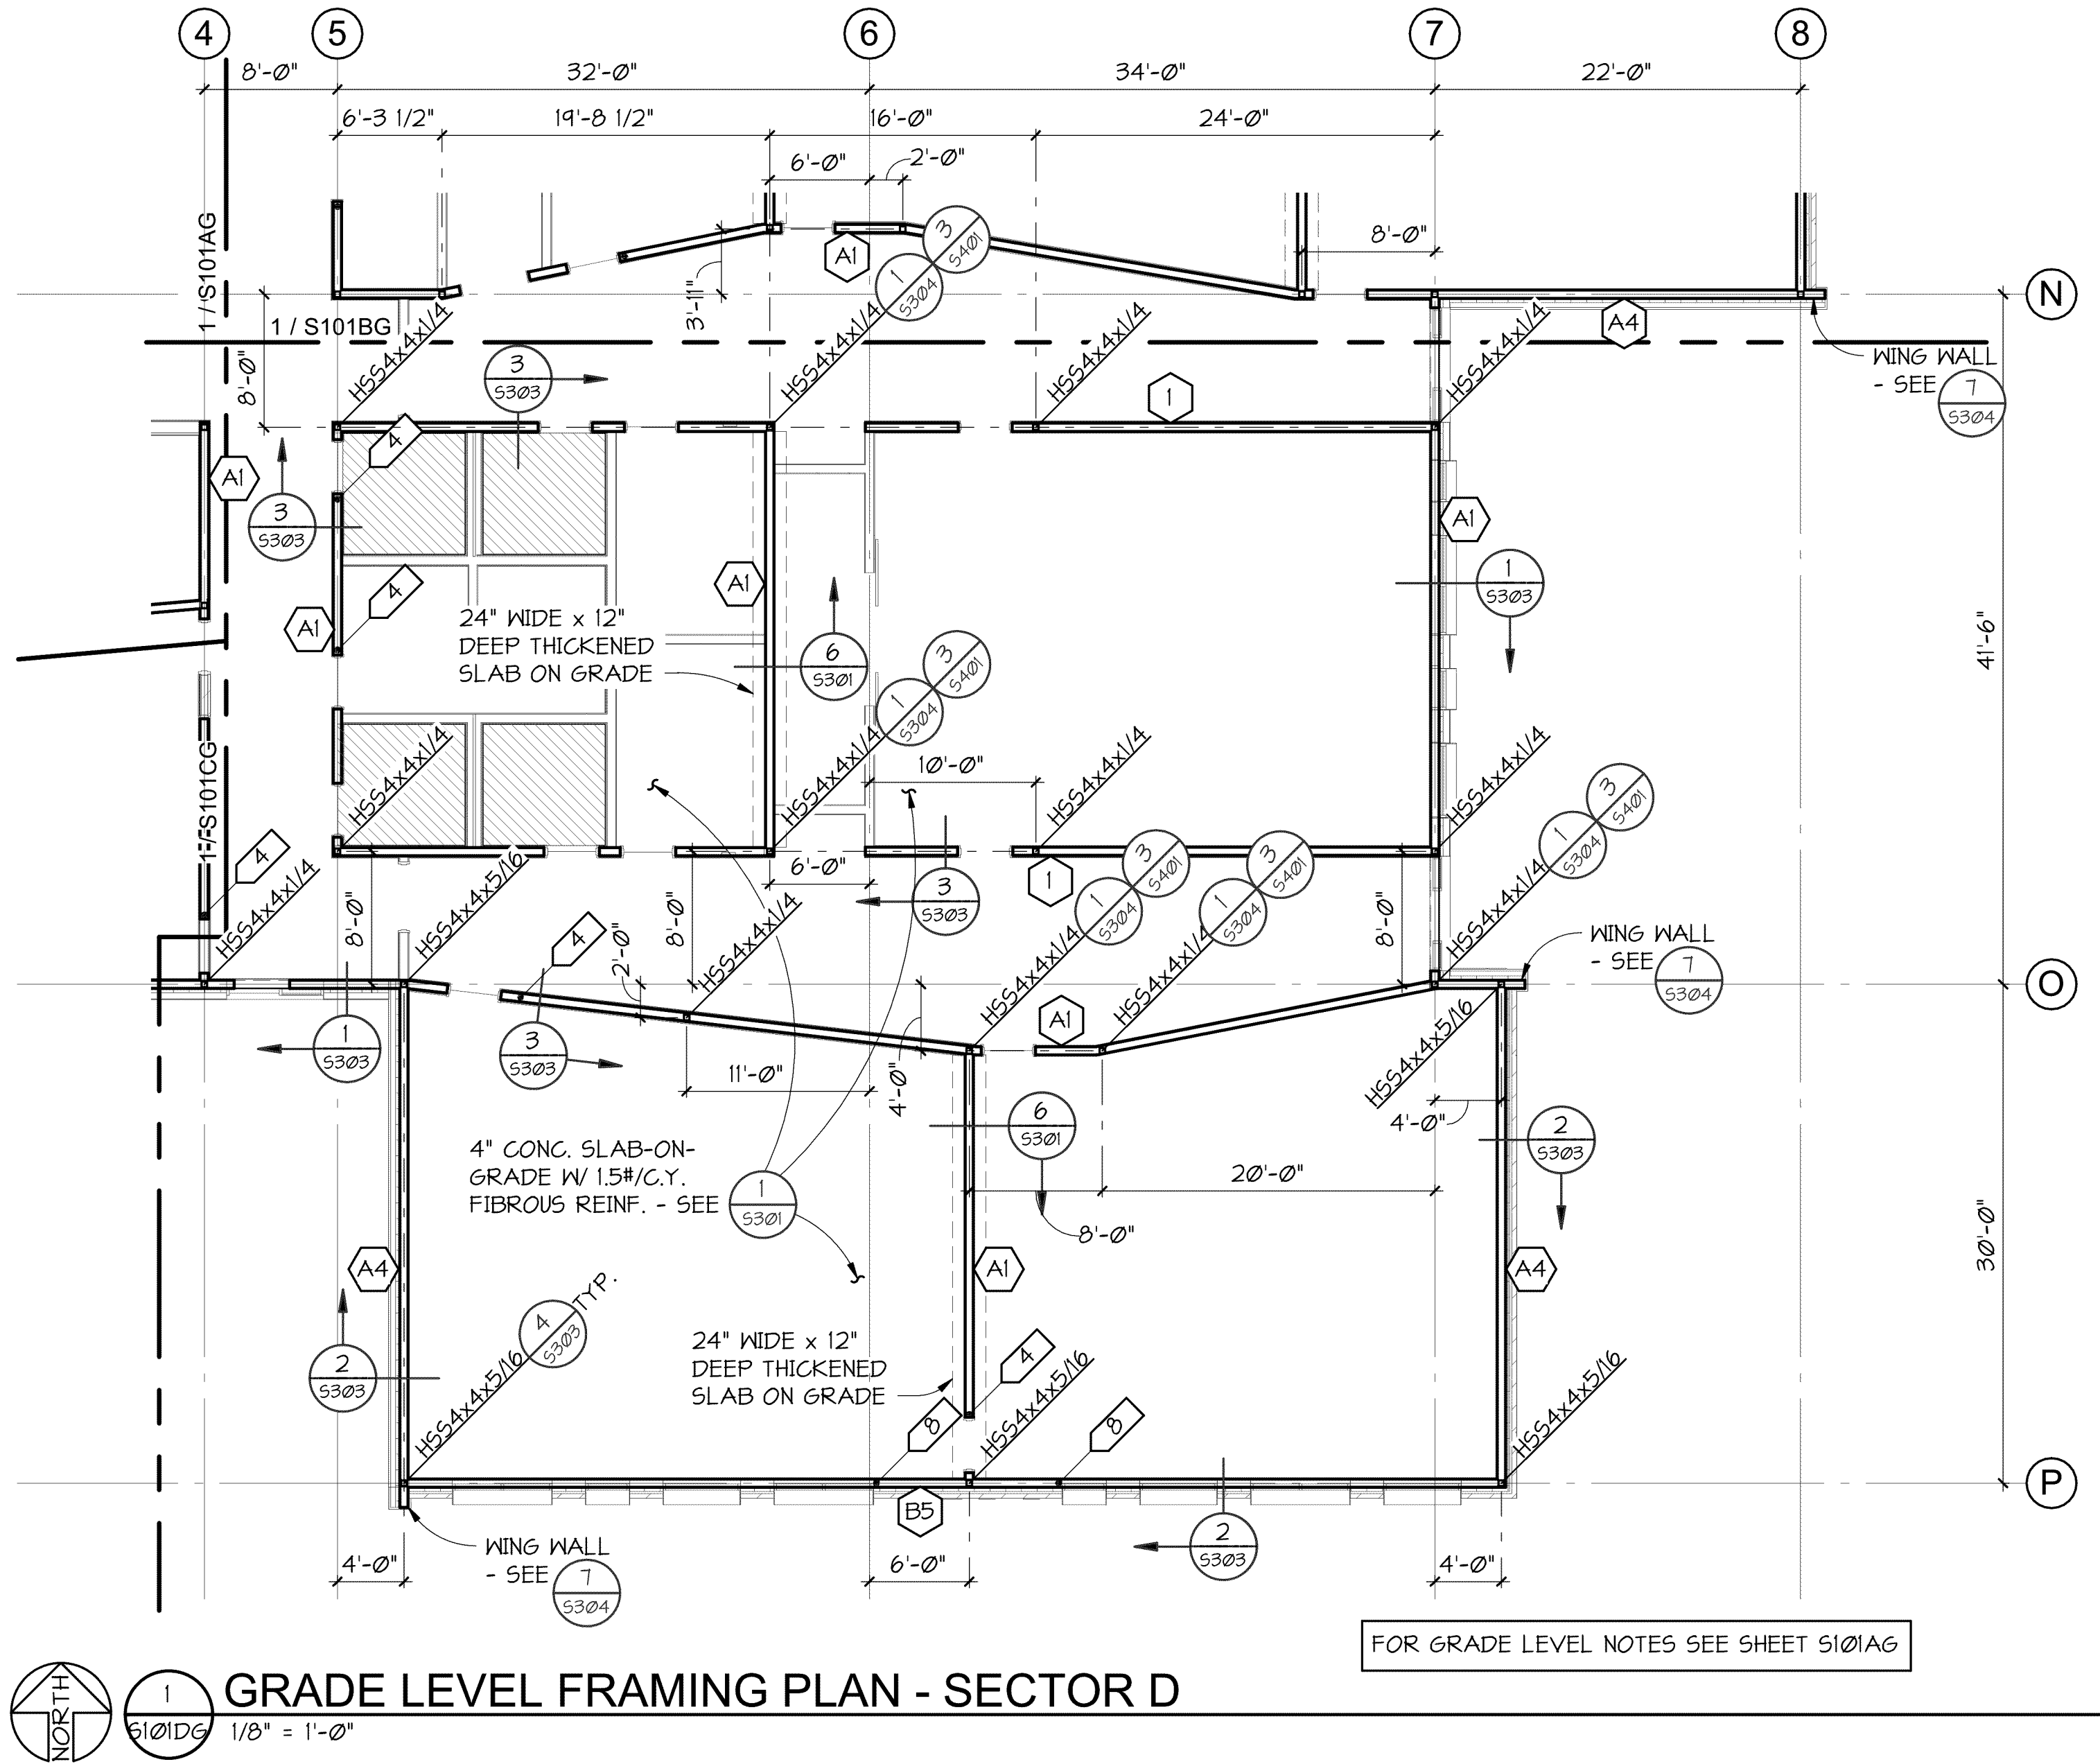 4 5 6 7 8
8'-0" 32'-0" 34'-0" 22'-0"
6'-3 1/2" 19'-8 1/2" 16'-0" 24'-0"
6'-0" 2'-0"
8'-0"
3
S401
1
S304
A1
3'-11"
N
1 / S101AG
1 / S101BG
HSS4x4x1/4
HSS4x4x1/4
HSS4x4x1/4
HSS4x4x1/4
A4
WING WALL
- SEE
7
S304
8'-0"
3
S303
1
4
A1
3
S303
A1
A1
4
A1
24" WIDE x 12"
DEEP THICKENED
SLAB ON GRADE
6
S301
1
S303
41'-6"
3
S401
1
S304
1 / S101CG
HSS4x4x1/4
HSS4x4x1/4
10'-0"
HSS4x4x1/4
HSS4x4x1/4
3
S401
1
S304
4
HSS4x4x1/4
8'-0"
HSS4x4x5/16
6'-0"
3
S303
1
3
S401
1
S304
3
S401
1
S304
4
2'-0"
8'-0"
HSS4x4x1/4
HSS4x4x1/4
HSS4x4x1/4
8'-0"
HSS4x4x1/4
WING WALL
- SEE
7
S304
O
1
S303
3
S303
A1
11'-0"
4'-0"
HSS4x4x5/16
4'-0"
4" CONC. SLAB-ON-
GRADE W/ 1.5#/C.Y.
FIBROUS REINF. - SEE
1
S301
6
S301
2
S303
20'-0"
8'-0"
30'-0"
A4
A1
A4
2
S303
HSS4x4x5/16
4
S303
TYP.
24" WIDE x 12"
DEEP THICKENED
SLAB ON GRADE
4
8
HSS4x4x5/16
8
HSS4x4x5/16
P
B5
WING WALL
- SEE
7
S304
4'-0"
6'-0"
2
S303
4'-0"
FOR GRADE LEVEL NOTES SEE SHEET S101AG
NORTH
1
S101DG
GRADE LEVEL FRAMING PLAN - SECTOR D
1/8" = 1'-0"